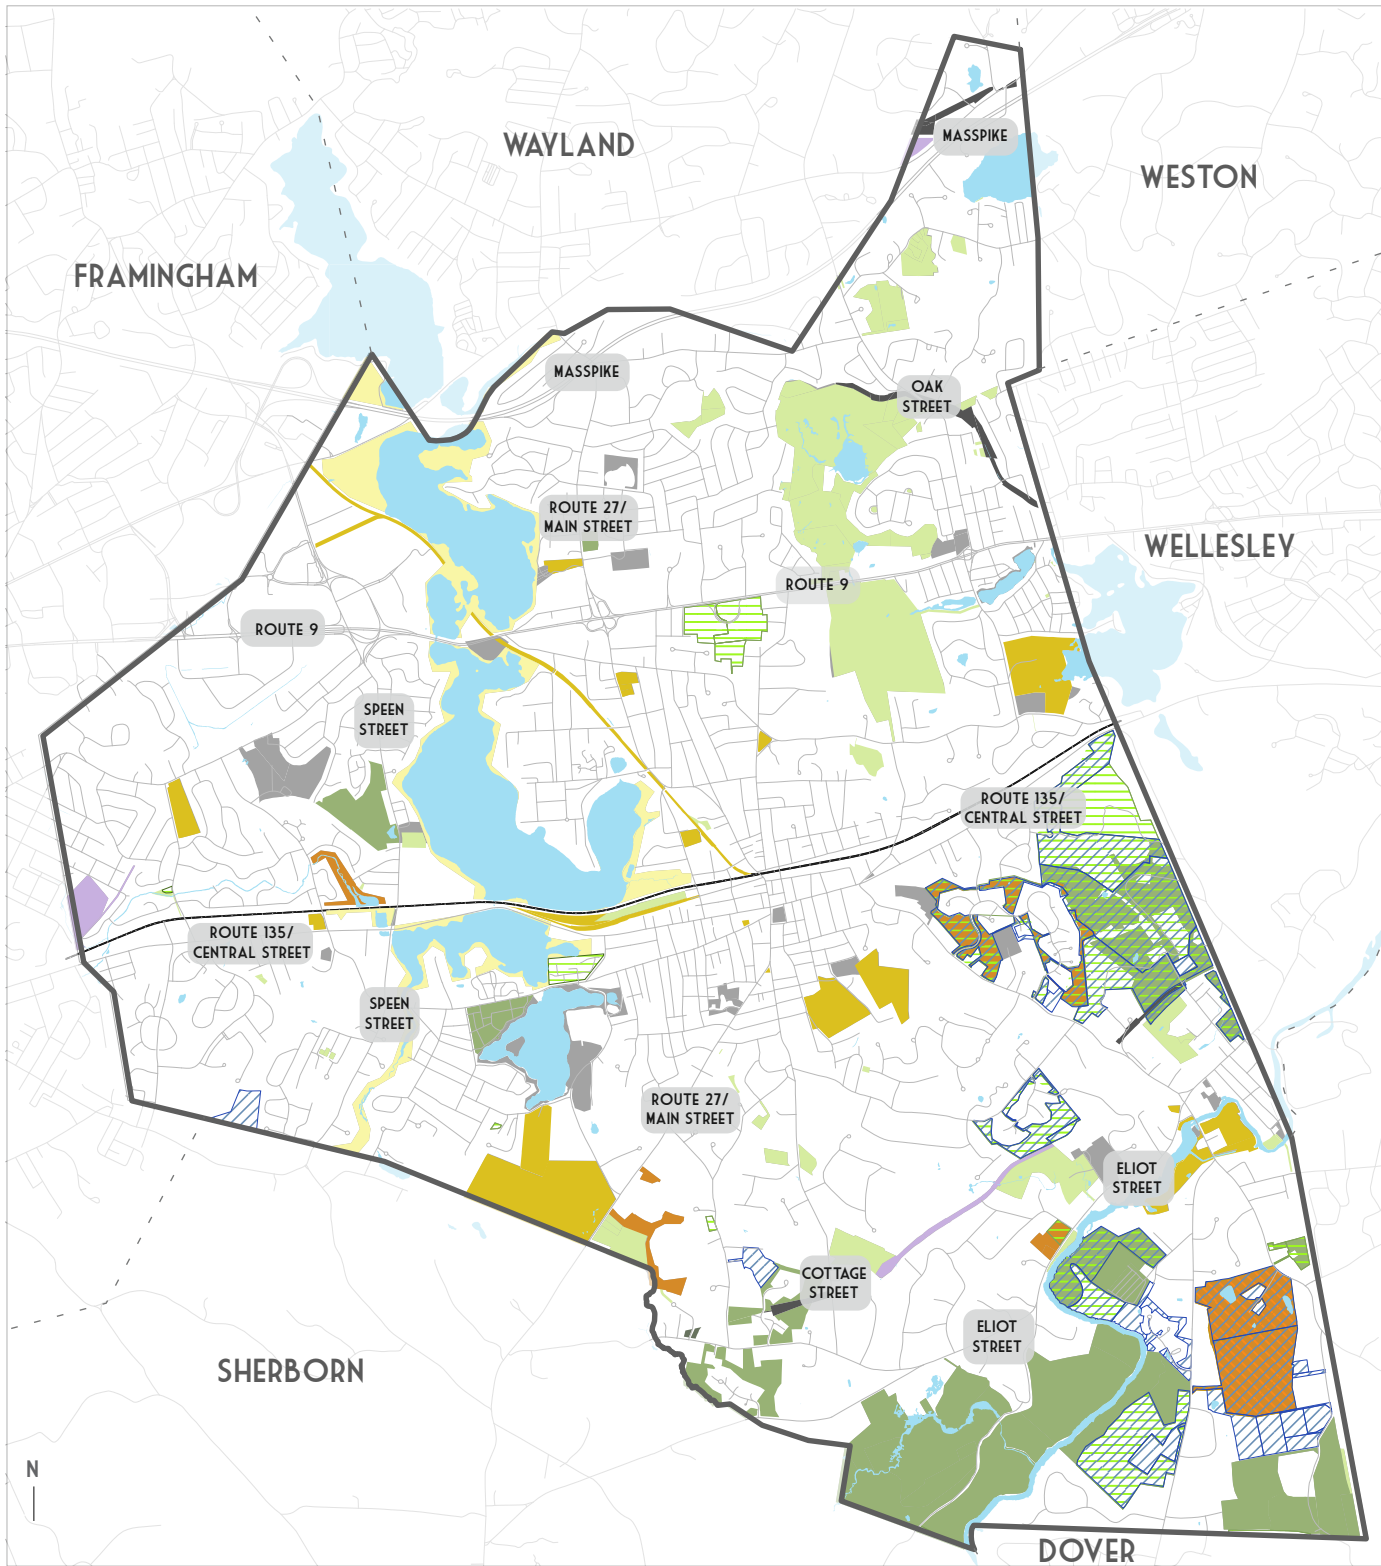 WAYLAND
MASSPIKE
WESTON
FRAMINGHAM
MASSPIKE
OAK
STREET
ROUTE 27/
MAIN STREET
WELLESLEY
ROUTE 9
ROUTE 9
SPEEN
STREET
ROUTE 135/
CENTRAL STREET
ROUTE 135/
CENTRAL STREET
SPEEN
STREET
ROUTE 27/
MAIN STREET
ELIOT
STREET
COTTAGE
STREET
ELIOT
STREET
SHERBORN
N
DOVER